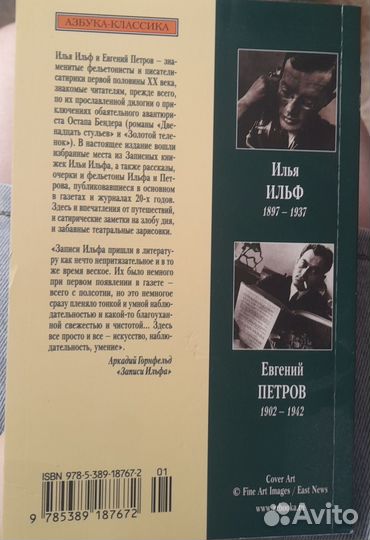 АЗБУКА-КЛАССИКА
Илья Ильф и Евгений Петров – зна-
менитые фельетонисты и писатели-
сатирики первой половины XX века,
знакомые читателям, прежде всего,
по их прославленной дилогии о при-
ключениях обаятельного авантюри-
ста Остапа Бендера (романы «Две-
надцать стульев» и «Золотой теле-
нок»). В настоящее издание вошли
избранные места из Записных кни-
жек Ильи Ильфа, а также рассказы,
очерки и фельетоны Ильфа и Пет-
рова, публиковавшиеся в основном
в газетах и журналах 20-х годов.
Здесь и впечатления от путешествий,
и сатирические заметки на злобу дня,
и забавные театральные зарисовки.
«Записи Ильфа пришли в литерату-
ру как нечто непритязательное и в то
же время веское. Их было немного
при первом появлении в газете –
всего с полсотни, но это немногое
сразу пленяло тонкой и умной наблю-
дательностью и какой-то благоухан-
ной свежестью и чистотой... Здесь
все просто и все – искусство, наблю-
дательность, умение».
Аркадий Горнфельд
«Записи Ильфа»
ISBN 978-5-389-18767-2
01
9 785389 187672
Илья
ИЛЬФ
1897 – 1937
Евгений
ПЕТРОВ
1902 – 1942
Cover Art
© Fine Art Images / East News
www.azbooka.ru
Avito